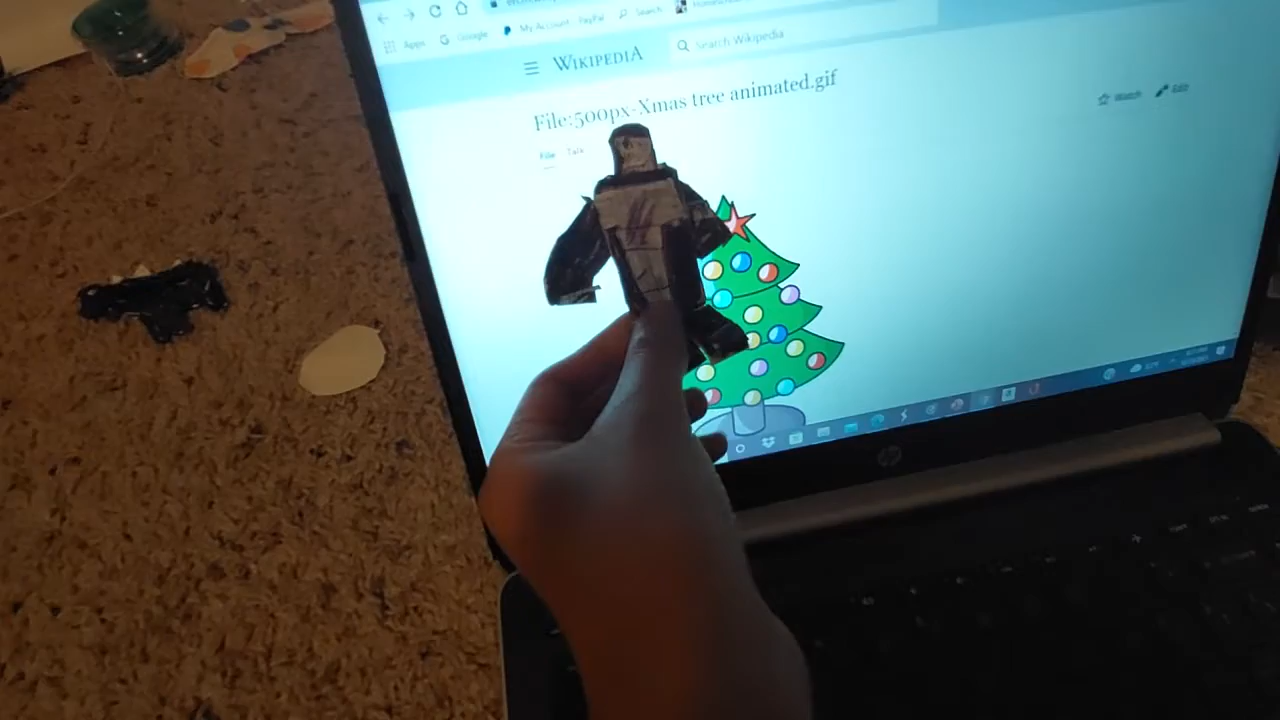 Apps Google My Account - PayPal Search
WIKIPEDIA Search Wikipedia
File:500px-Xmas tree animated.gif
Watch Edit
File Talk
hp